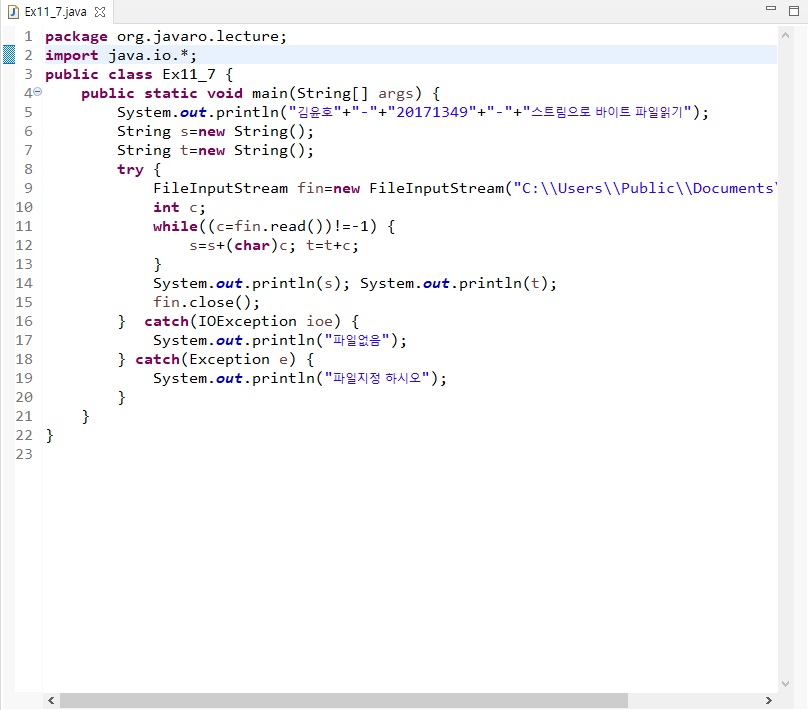 Ex11_7.java
1 package org.javaro.lecture;
2 import java.io.*;
3 public class Ex11_7 {
4 public static void main(String[] args) {
5 System.out.println("김윤호"+"-"+"20171349"+"-"+"스트림으로 바이트 파일읽기");
6 String s=new String();
7 String t=new String();
8 try {
9 FileInputStream fin=new FileInputStream("C:\\Users\\Public\\Documents\
10 int c;
11 while((c=fin.read())!=-1) {
12 s=s+(char)c; t=t+c;
13 }
14 System.out.println(s); System.out.println(t);
15 fin.close();
16 } catch(IOException ioe) {
17 System.out.println("파일없음");
18 } catch(Exception e) {
19 System.out.println("파일지정 하시오");
20 }
21 }
22 }
23